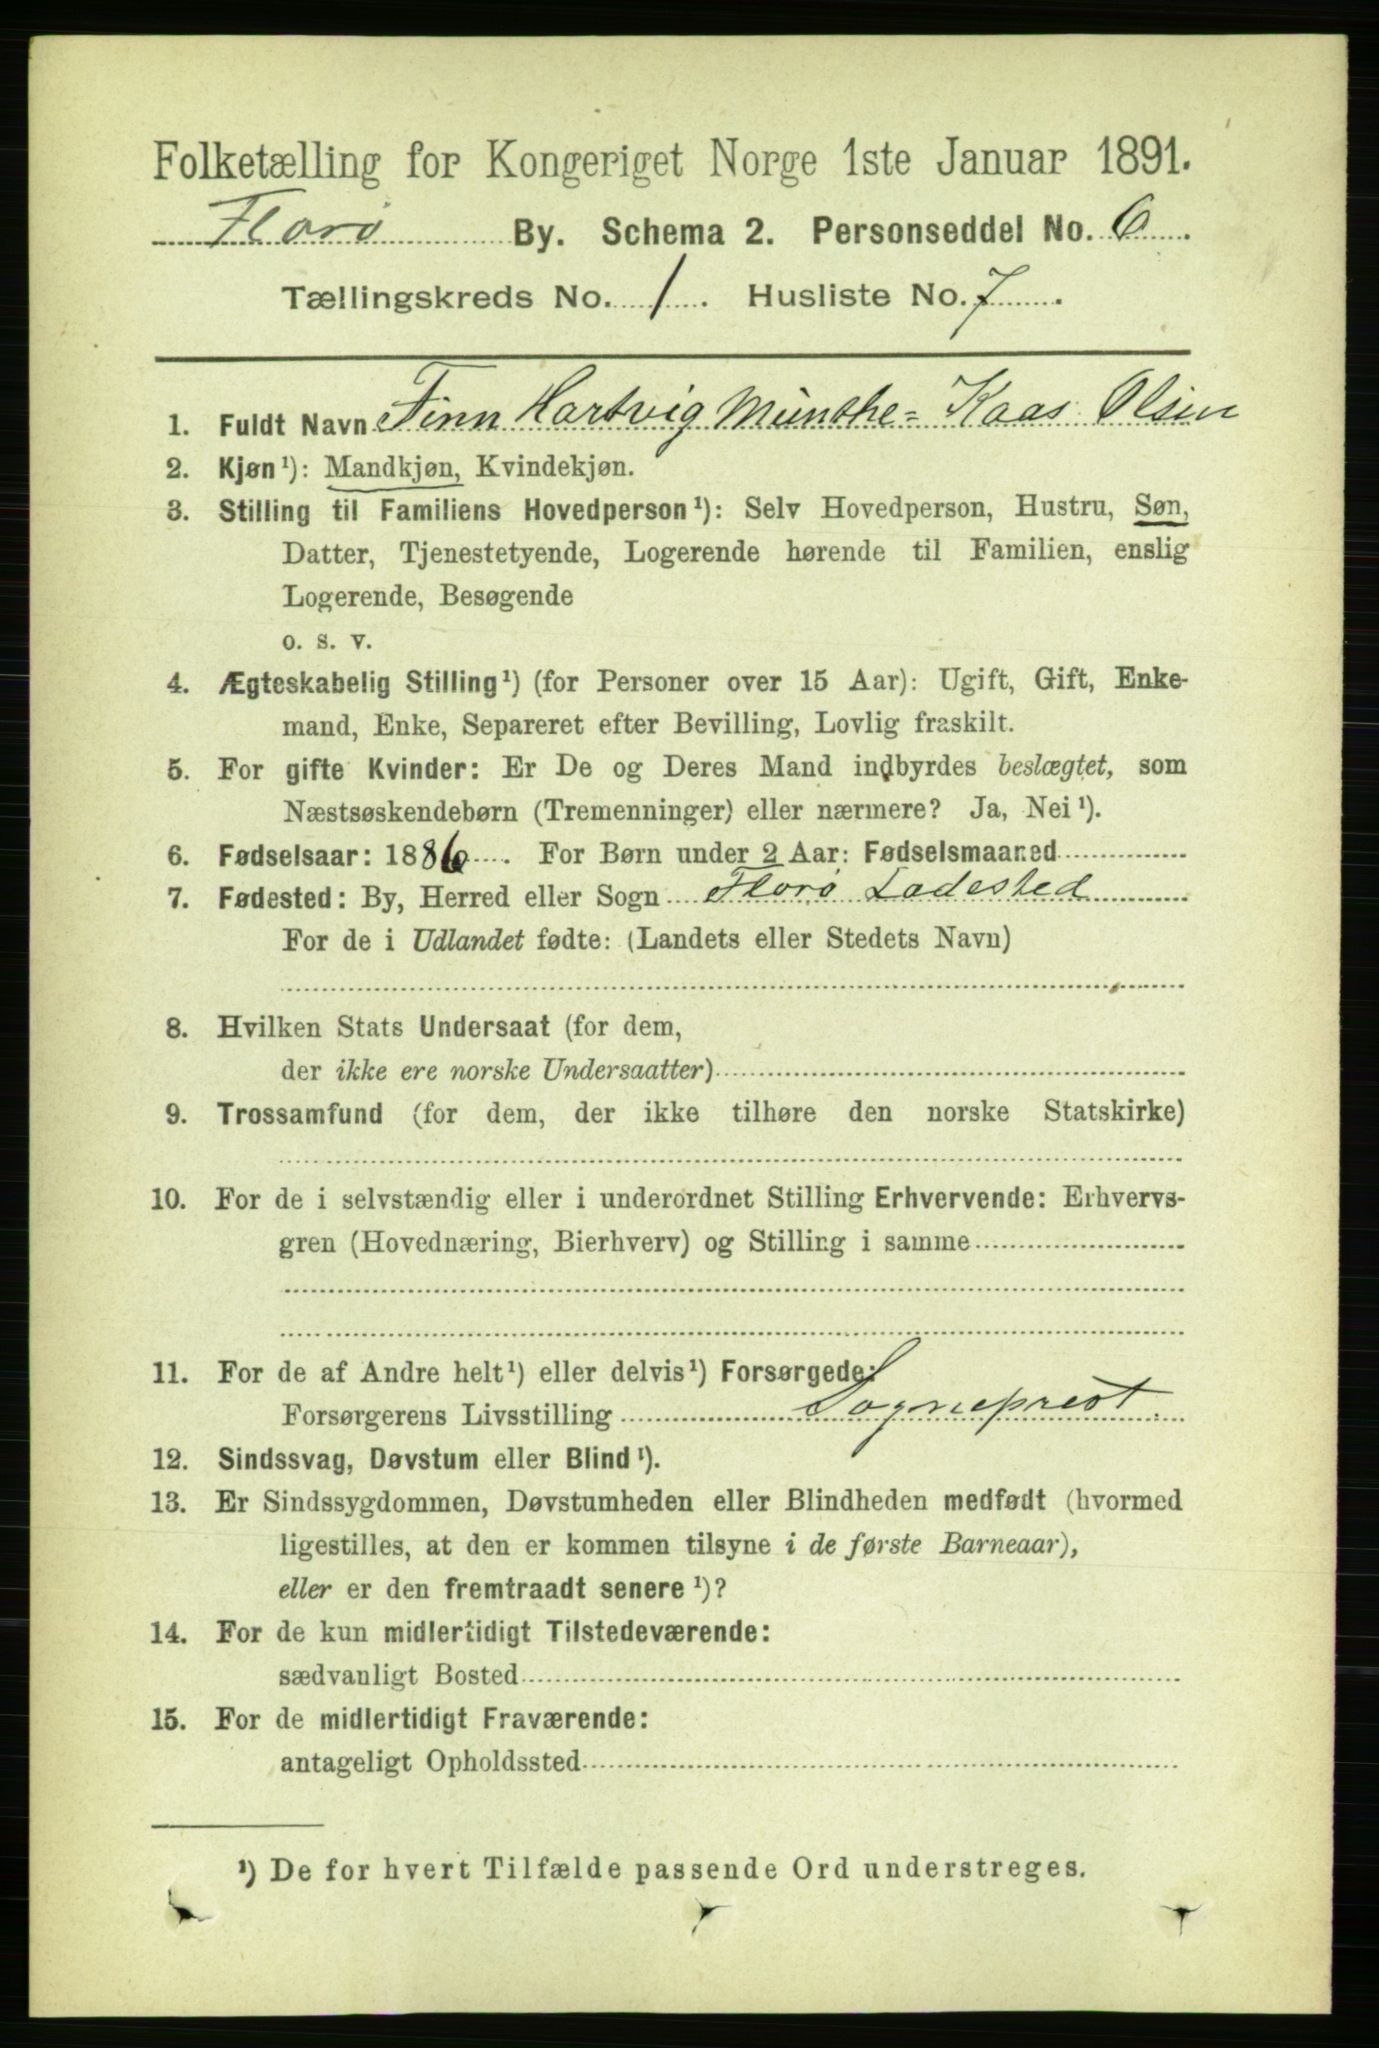 Folketælling for Kongeriget Norge 1ste Januar 1891.
Florø By. Schema 2. Personseddel No. 6.
Tællingskreds No. 1. Husliste No. 7.
1. Fuldt Navn Finn Hartvig Münthe=Kaas Olsen
2. Kjøn¹): Mandkjøn, Kvindekjøn.
3. Stilling til Familiens Hovedperson¹): Selv Hovedperson, Hustru, Søn,
Datter, Tjenestetyende, Logerende hørende til Familien, enslig
Logerende, Besøgende
o. s. v.
4. Ægteskabelig Stilling¹) (for Personer over 15 Aar): Ugift, Gift, Enke-
mand, Enke, Separeret efter Bevilling, Lovlig fraskilt.
5. For gifte Kvinder: Er De og Deres Mand indbyrdes beslægtet, som
Næstsøskendebørn (Tremenninger) eller nærmere? Ja, Nei¹).
6. Fødselsaar: 1886. For Børn under 2 Aar: Fødselsmaaned
7. Fødested: By, Herred eller Sogn Florø Ladested
For de i Udlandet fødte: (Landets eller Stedets Navn)
8. Hvilken Stats Undersaat (for dem,
der ikke ere norske Undersaatter)
9. Trossamfund (for dem, der ikke tilhøre den norske Statskirke)
10. For de i selvstændig eller i underordnet Stilling Erhvervende: Erhvervs-
gren (Hovednæring, Bierhverv) og Stilling i samme
11. For de af Andre helt¹) eller delvis¹) Forsørgede:
Forsørgerens Livsstilling Sogneprest.
12. Sindssvag, Døvstum eller Blind¹).
13. Er Sindssygdommen, Døvstumheden eller Blindheden medfødt (hvormed
ligestilles, at den er kommen tilsyne i de første Barneaar),
eller er den fremtraadt senere¹)?
14. For de kun midlertidigt Tilstedeværende:
sædvanligt Bosted
15. For de midlertidigt Fraværende:
antageligt Opholdssted
¹) De for hvert Tilfælde passende Ord understreges.